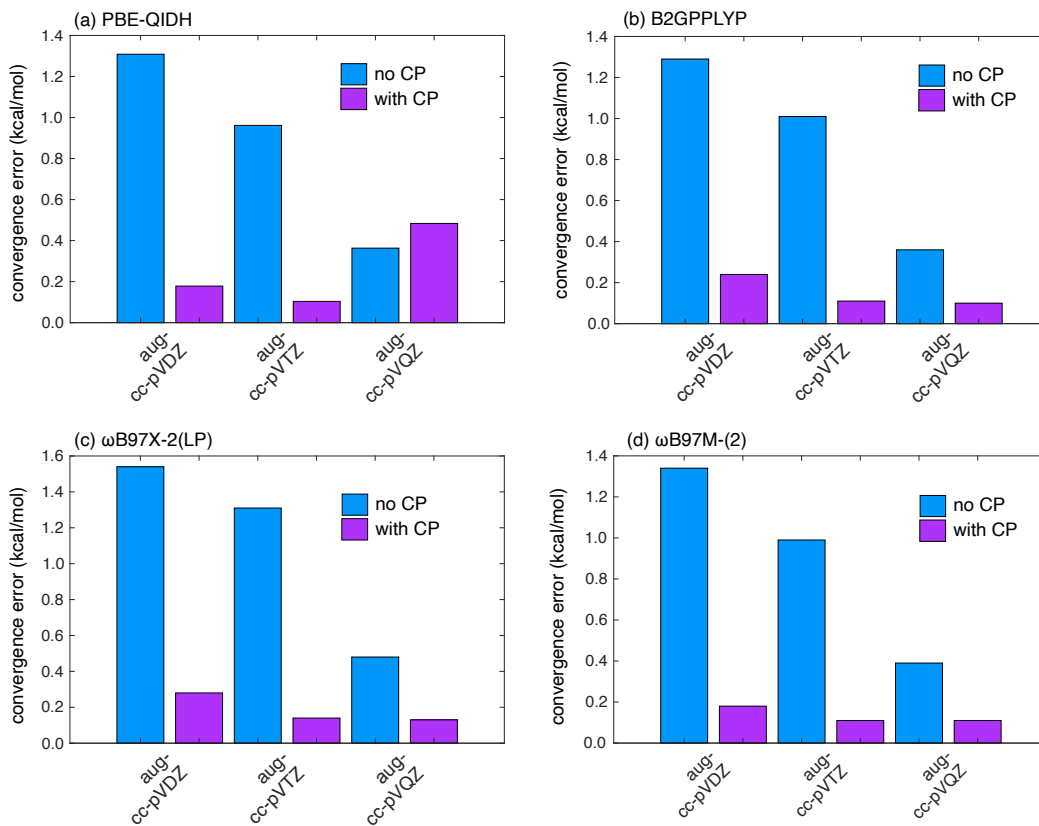 (a) PBE-QIDH
convergence error (kcal/mol)
1.4
1.2
1.0
0.8
0.6
0.4
0.2
0.0
no CP
with CP
aug-
cc-pVDZ
aug-
cc-pVTZ
aug-
cc-pVQZ
(b) B2GPPLYP
convergence error (kcal/mol)
1.4
1.2
1.0
0.8
0.6
0.4
0.2
0.0
no CP
with CP
aug-
cc-pVDZ
aug-
cc-pVTZ
aug-
cc-pVQZ
(c) ωB97X-2(LP)
convergence error (kcal/mol)
1.6
1.4
1.2
1.0
0.8
0.6
0.4
0.2
0.0
no CP
with CP
aug-
cc-pVDZ
aug-
cc-pVTZ
aug-
cc-pVQZ
(d) ωB97M-(2)
convergence error (kcal/mol)
1.4
1.2
1.0
0.8
0.6
0.4
0.2
0.0
no CP
with CP
aug-
cc-pVDZ
aug-
cc-pVTZ
aug-
cc-pVQZ